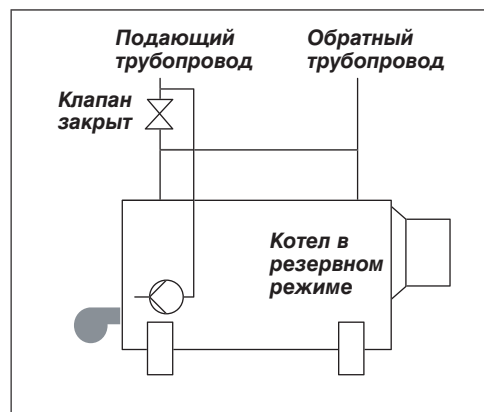 Подающий
трубопровод
Обратный
трубопровод
Клапан
закрыт
Котел в
резервном
режиме